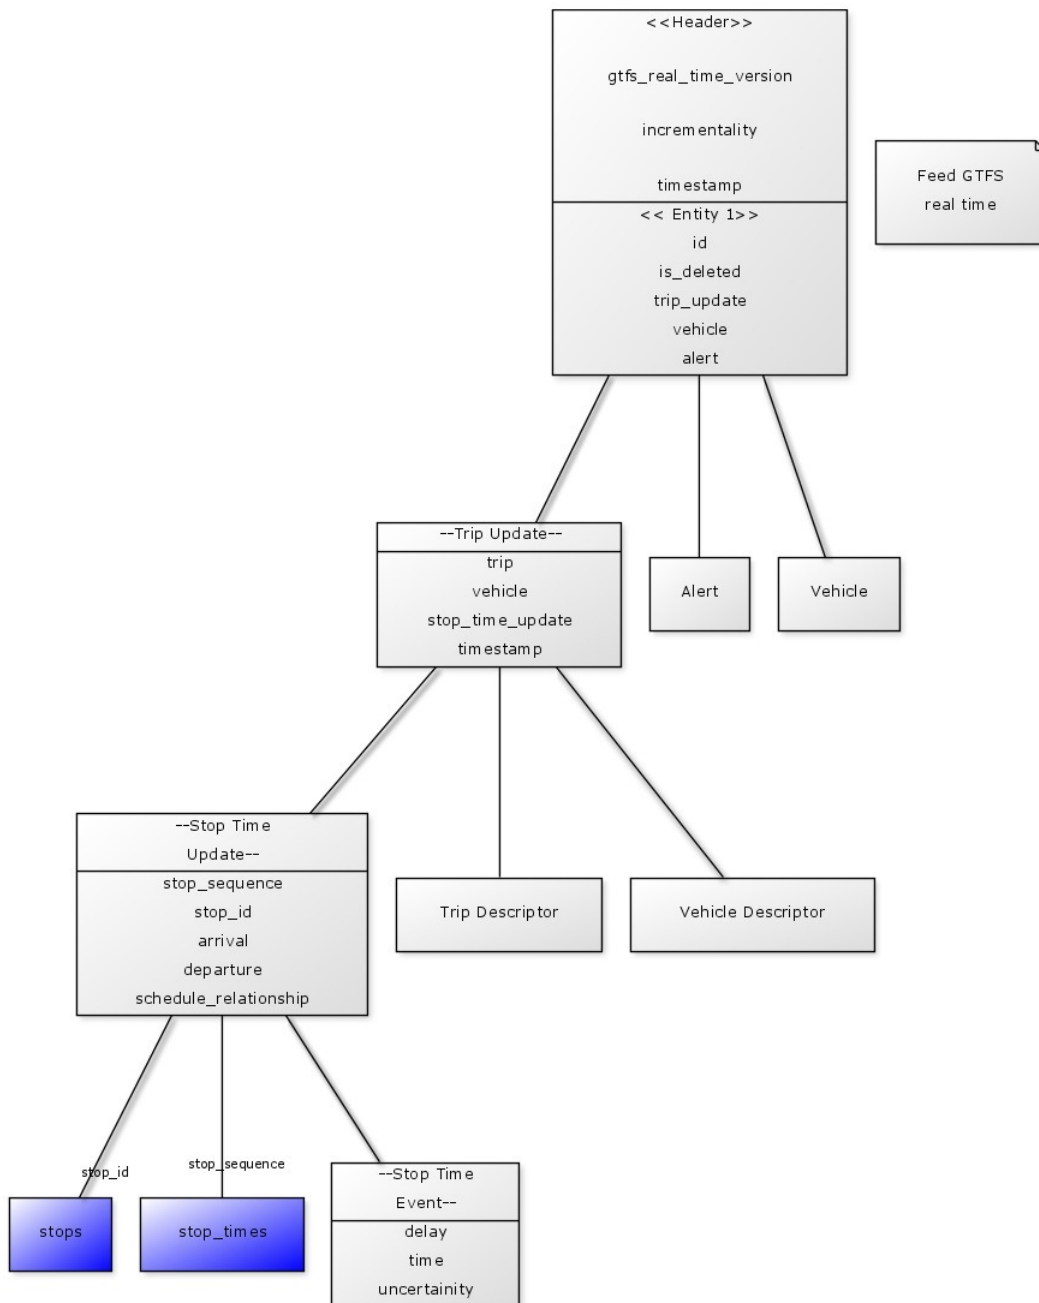 <<Header>>
gtfs_real_time_version
incrementality
timestamp
<< Entity 1>>
id
is_deleted
trip_update
vehicle
alert
Feed GTFS
real time
--Trip Update--
trip
vehicle
stop_time_update
timestamp
Alert
Vehicle
--Stop Time
Update--
stop_sequence
stop_id
arrival
departure
schedule_relationship
Trip Descriptor
Vehicle Descriptor
stop_id
stop_sequence
stops
stop_times
--Stop Time
Event--
delay
time
uncertainity